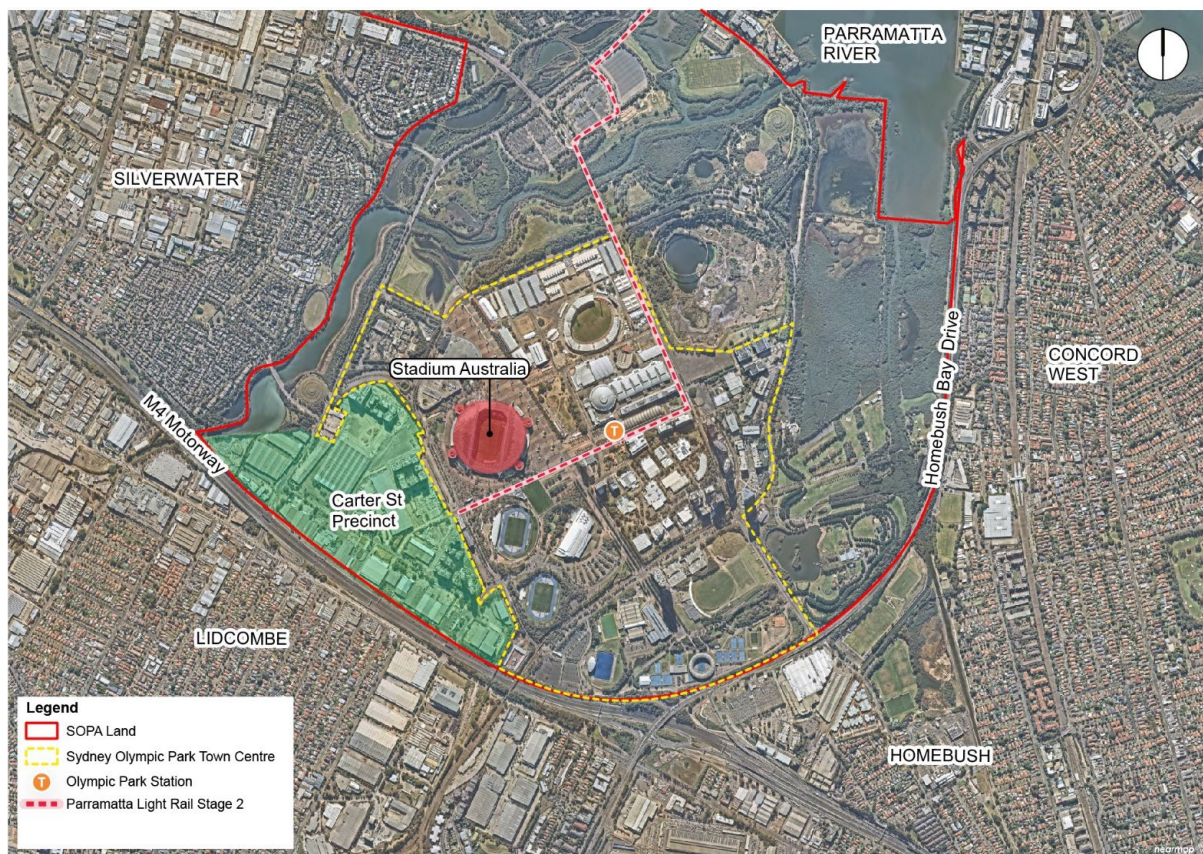 PARRAMATTA
RIVER
SILVERWATER
Stadium Australia
CONCORD
WEST
Homebush Bay Drive
M4 Motorway
Carter St
Precinct
T
LIDCOMBE
HOMEBUSH
Legend
SOPA Land
Sydney Olympic Park Town Centre
T Olympic Park Station
Parramatta Light Rail Stage 2
nearmap